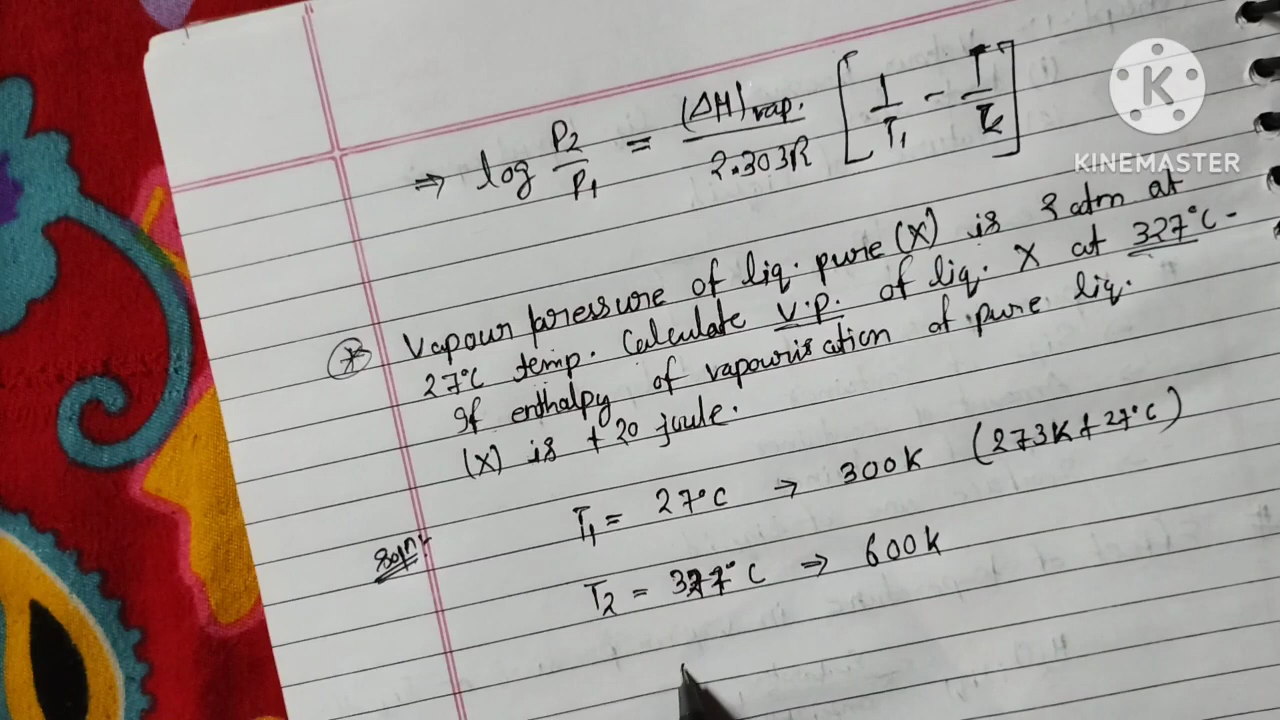 ⇒ log P2/P1 = (ΔH)vap. / 2.303R [1/T1 - 1/T2]
KINEMASTER
* Vapour pressure of liq. pure (X) is atm at
27°C temp. Calculate V.P. of liq. X at 327°C -
If enthalpy of vapourisation of pure liq.
(X) is + 20 joule.
Soln:- T1 = 27°C → 300K (273K + 27°C)
T2 = 327°C ⇒ 600K